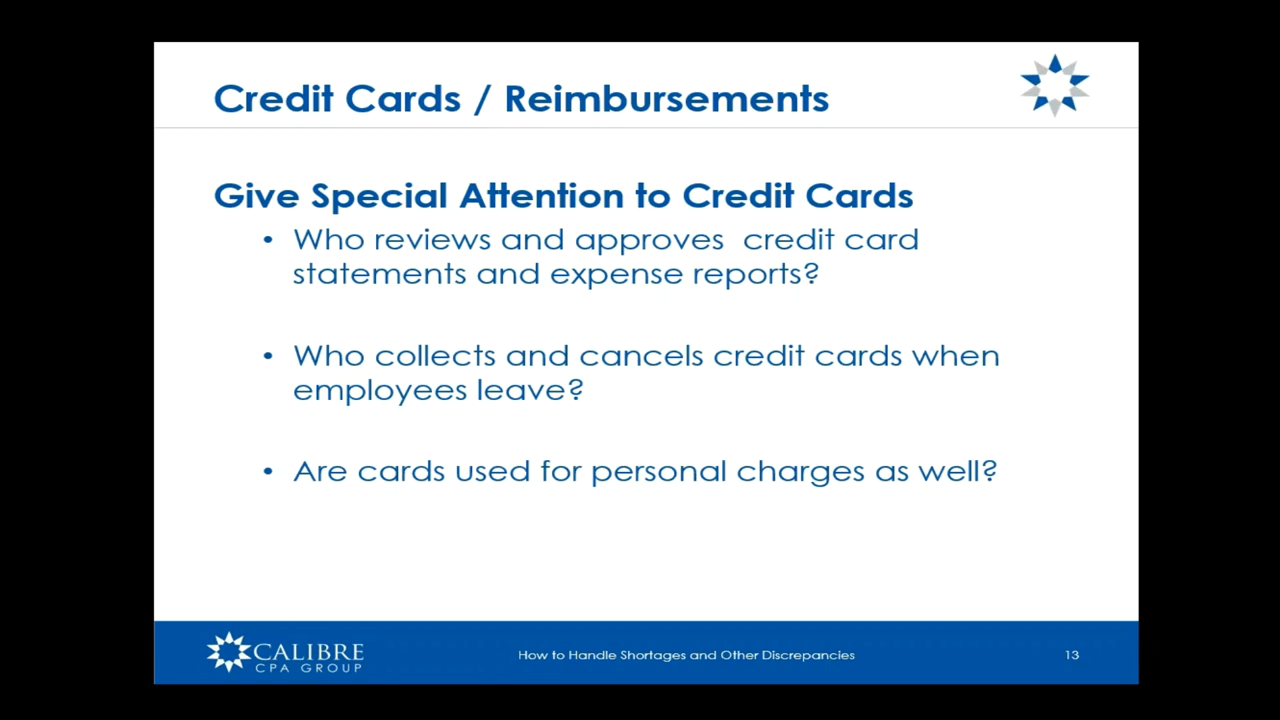 Credit Cards / Reimbursements
Give Special Attention to Credit Cards
• Who reviews and approves  credit card
statements and expense reports?
• Who collects and cancels credit cards when
employees leave?
• Are cards used for personal charges as well?
CALIBRE
CPA GROUP
How to Handle Shortages and Other Discrepancies
13